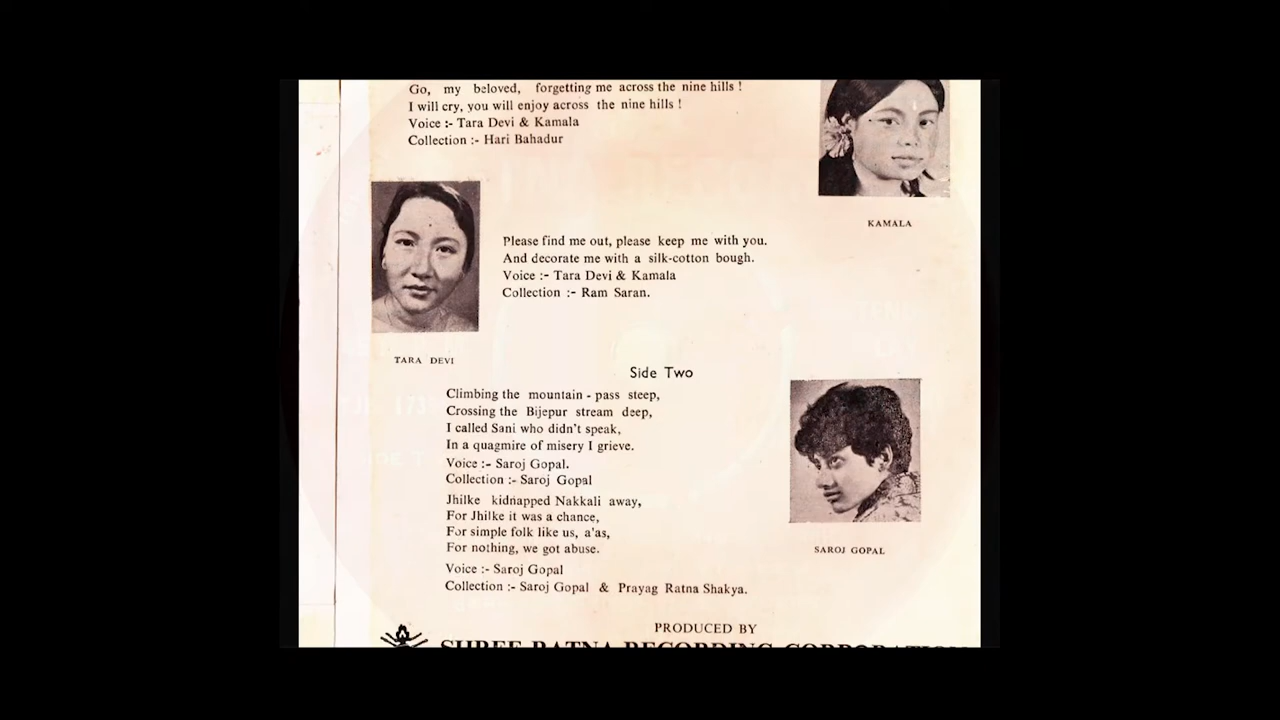 Go, my beloved, forgetting me across the nine hills !
I will cry, you will enjoy across the nine hills !
Voice :- Tara Devi & Kamala
Collection :- Hari Bahadur
KAMALA
Please find me out, please keep me with you.
And decorate me with a silk-cotton bough.
Voice :- Tara Devi & Kamala
Collection :- Ram Saran.
TARA DEVI
Side Two
Climbing the mountain - pass steep,
Crossing the Bijepur stream deep,
I called Sani who didn't speak,
In a quagmire of misery I grieve.
Voice :- Saroj Gopal.
Collection :- Saroj Gopal
Jhilke kidnapped Nakkali away,
For Jhilke it was a chance,
For simple folk like us, a'as,
For nothing, we got abuse.
Voice :- Saroj Gopal
Collection :- Saroj Gopal & Prayag Ratna Shakya.
SAROJ GOPAL
PRODUCED BY
SHREE RATNA RECORDING CORPORATION